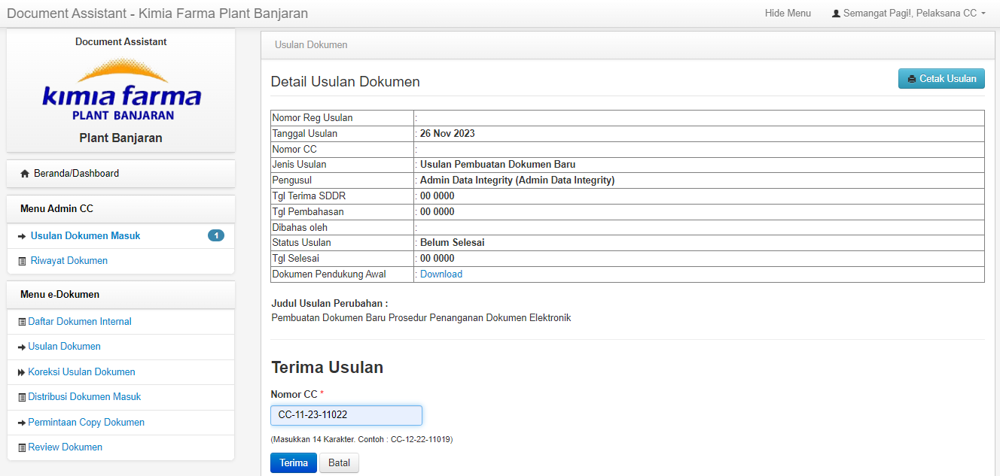 Document Assistant - Kimia Farma Plant Banjaran
Hide Menu
Semangat Pagi!, Pelaksana CC
Document Assistant
kimia farma
PLANT BANJARAN
Plant Banjaran
Beranda/Dashboard
Menu Admin CC
Usulan Dokumen Masuk 1
Riwayat Dokumen
Menu e-Dokumen
Daftar Dokumen Internal
Usulan Dokumen
Koreksi Usulan Dokumen
Distribusi Dokumen Masuk
Permintaan Copy Dokumen
Review Dokumen
Usulan Dokumen
Detail Usulan Dokumen
Cetak Usulan
Nomor Reg Usulan :
Tanggal Usulan : 26 Nov 2023
Nomor CC :
Jenis Usulan : Usulan Pembuatan Dokumen Baru
Pengusul : Admin Data Integrity (Admin Data Integrity)
Tgl Terima SDDR : 00 0000
Tgl Pembahasan : 00 0000
Dibahas oleh :
Status Usulan : Belum Selesai
Tgl Selesai : 00 0000
Dokumen Pendukung Awal : Download
Judul Usulan Perubahan :
Pembuatan Dokumen Baru Prosedur Penanganan Dokumen Elektronik
Terima Usulan
Nomor CC *
CC-11-23-11022
(Masukkan 14 Karakter. Contoh : CC-12-22-11019)
Terima
Batal